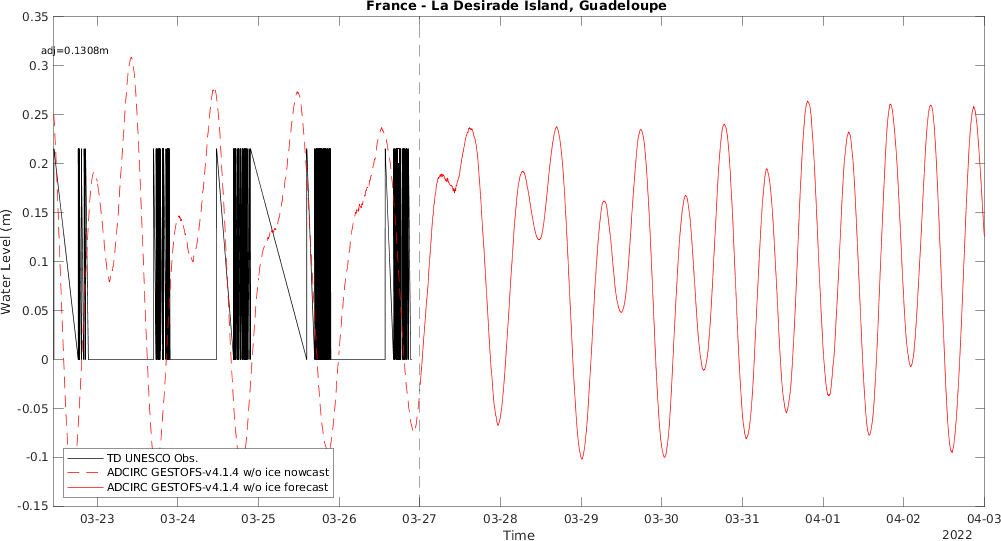 France - La Desirade Island, Guadeloupe
0.35
adj=0.1308m
0.3
0.25
0.2
0.15
0.1
0.05
0
-0.05
-0.1
-0.15
Water Level (m)
TD UNESCO Obs.
ADCIRC GESTOFS-v4.1.4 w/o ice nowcast
ADCIRC GESTOFS-v4.1.4 w/o ice forecast
03-23 03-24 03-25 03-26 03-27 03-28 03-29 03-30 03-31 04-01 04-02 04-03
Time
2022